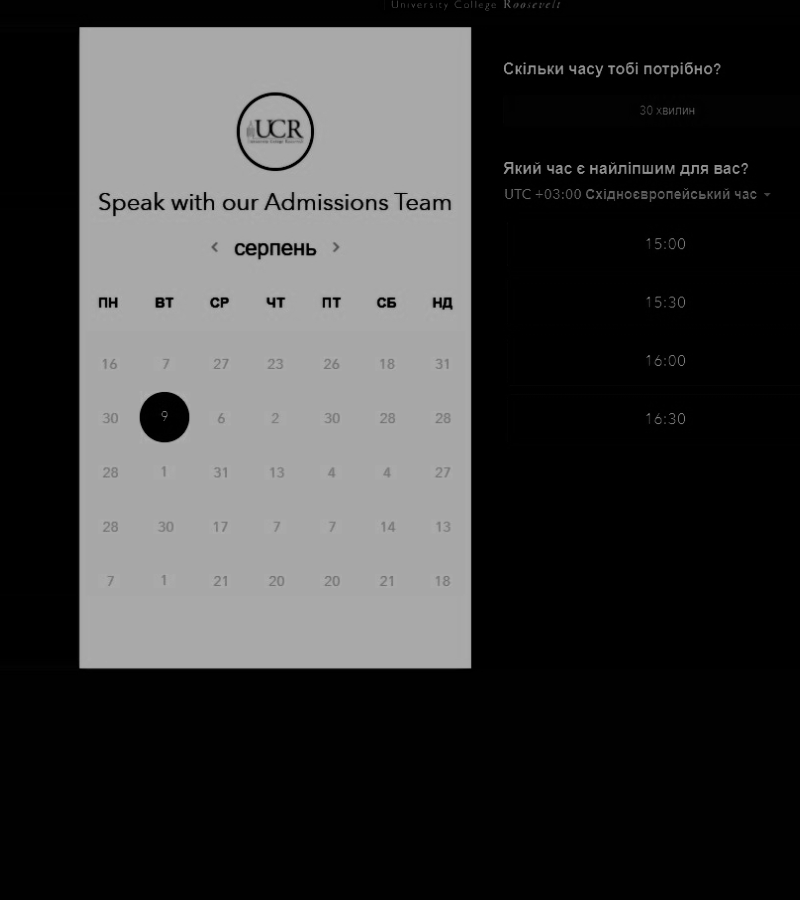 University College Roosevelt
UCR
Speak with our Admissions Team
< серпень >
ПН ВТ СР ЧТ ПТ СБ НД
16 7 27 23 26 18 31
30 9 6 2 30 28 28
28 1 31 13 4 4 27
28 30 17 7 7 14 13
7 1 21 20 20 21 18
Скільки часу тобі потрібно?
30 хвилин
Який час є найліпшим для вас?
UTC +03:00 Східноєвропейський час
15:00
15:30
16:00
16:30